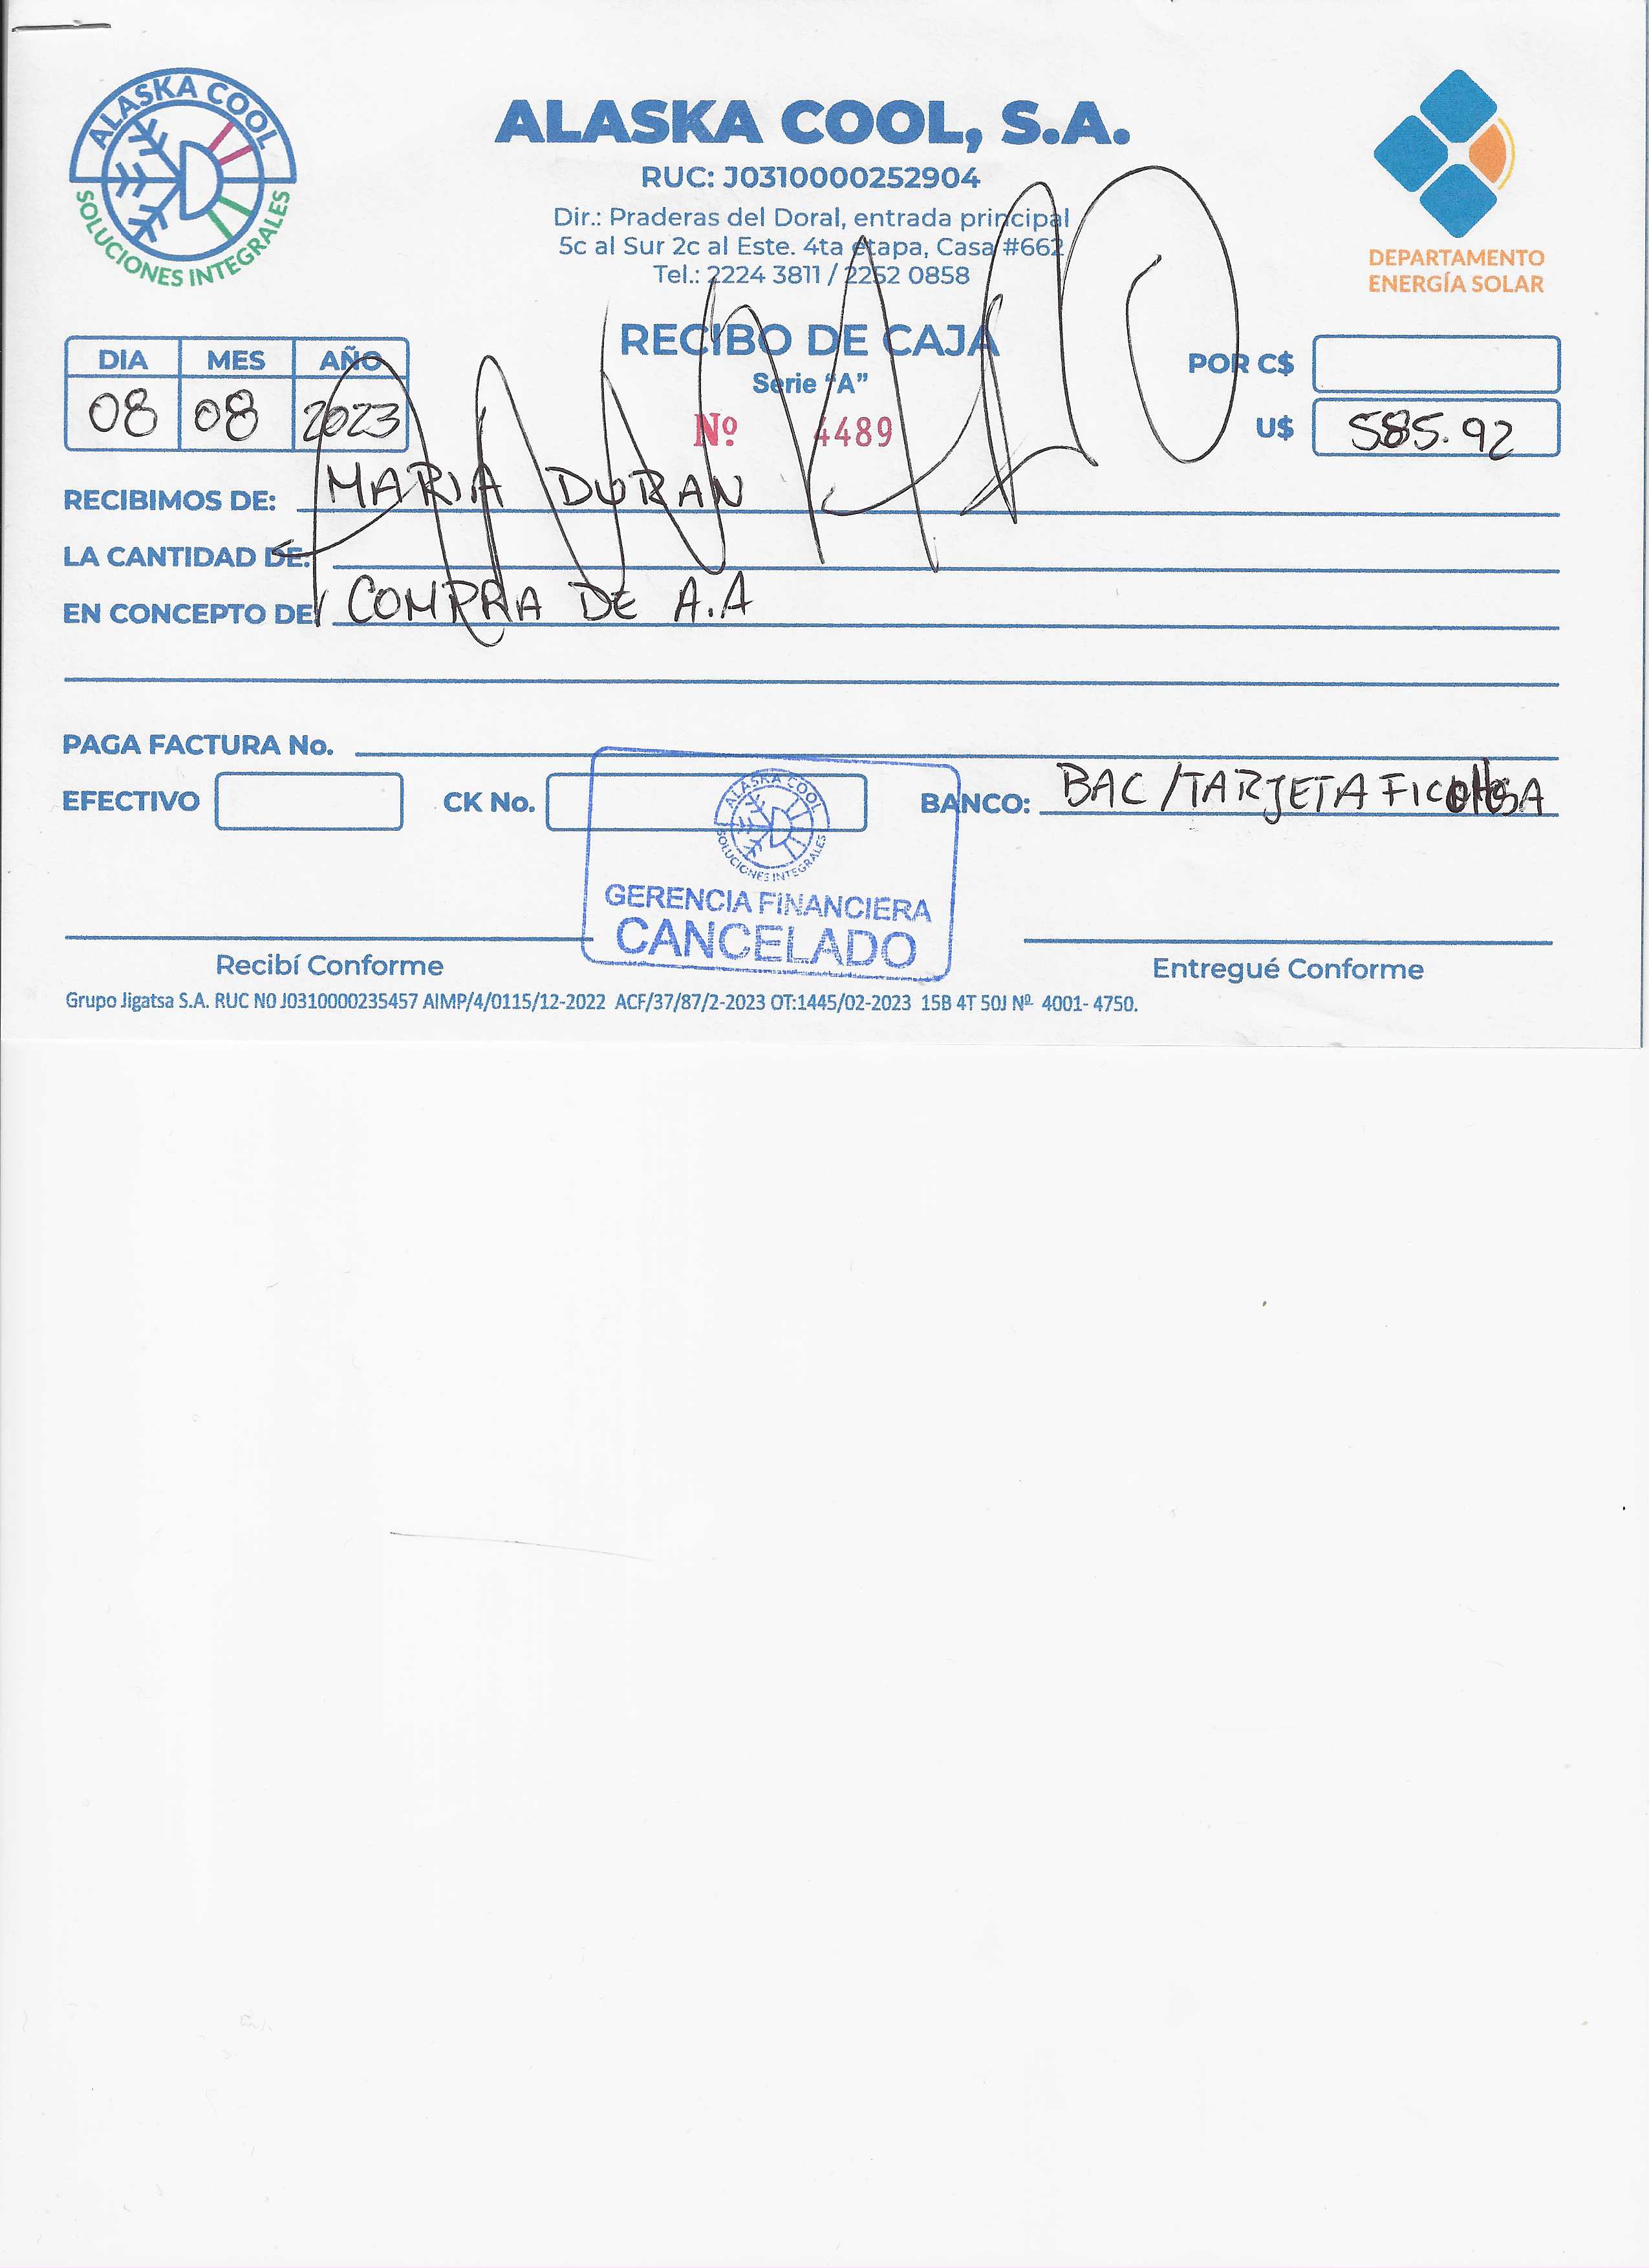 ALASKA COOL
SOLUCIONES INTEGRALES
ALASKA COOL, S.A.
RUC: J0310000252904
Dir.: Praderas del Doral, entrada principal
5c al Sur 2c al Este. 4ta etapa, Casa #662
Tel.: 2224 3811 / 2252 0858
DEPARTAMENTO
ENERGÍA SOLAR
RECIBO DE CAJA
Serie "A"
Nº 4489
DIA MES AÑO
08 08 2023
POR C$
U$ 585.92
ANULADO
RECIBIMOS DE: MARIA DURAN
LA CANTIDAD DE:
EN CONCEPTO DE: COMPRA DE A.A
PAGA FACTURA No.
EFECTIVO CK No. BANCO: BAC /TARJETA FICOHSA
ALASKA COOL
SOLUCIONES INTEGRALES
GERENCIA FINANCIERA
CANCELADO
Recibí Conforme
Entregué Conforme
Grupo Jigatsa S.A. RUC N0 J0310000235457 AIMP/4/0115/12-2022 ACF/37/87/2-2023 OT:1445/02-2023 15B 4T 50J Nº 4001- 4750.